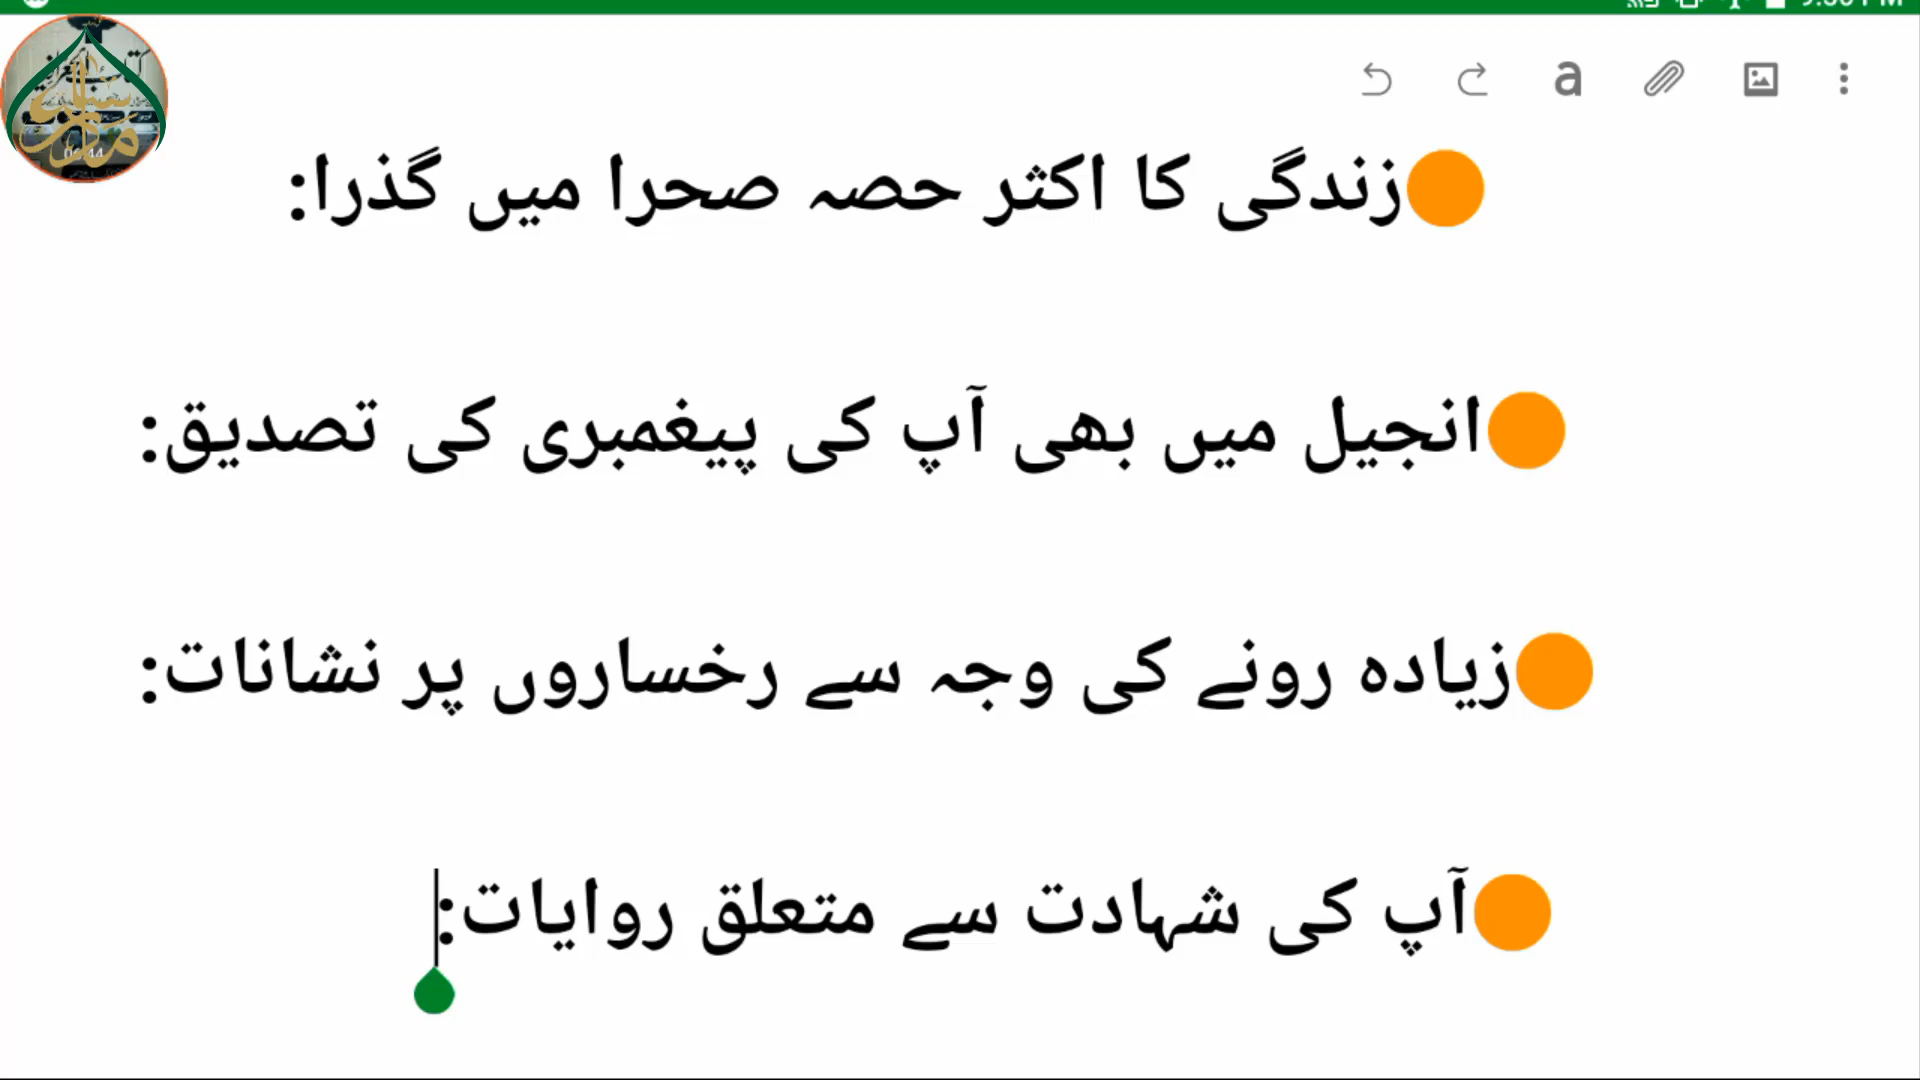 زندگی کا اکثر حصہ صحرا میں گذرا:
انجیل میں بھی آپ کی پیغمبری کی تصدیق:
زیادہ رونے کی وجہ سے رخساروں پر نشانات:
آپ کی شہادت سے متعلق روایات: